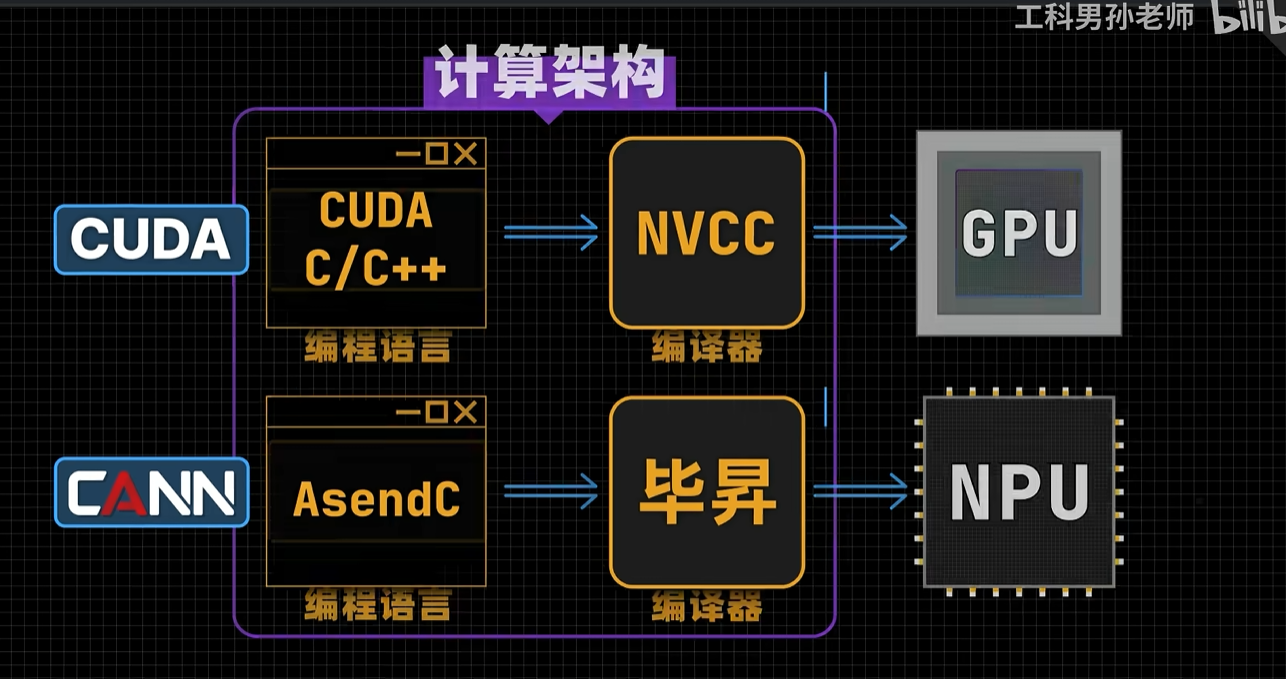 工科男孙老师 bilib
计算架构
CUDA
CUDA
C/C++
NVCC
GPU
编程语言
编译器
CANN
AsendC
毕昇
NPU
编程语言
编译器